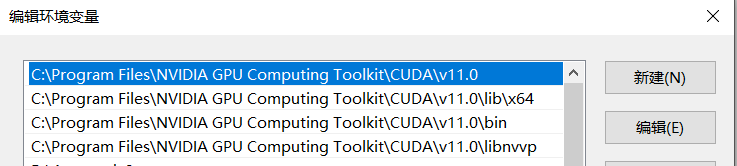 编辑环境变量
C:\Program Files\NVIDIA GPU Computing Toolkit\CUDA\v11.0
新建(N)
C:\Program Files\NVIDIA GPU Computing Toolkit\CUDA\v11.0\lib\x64
C:\Program Files\NVIDIA GPU Computing Toolkit\CUDA\v11.0\bin
编辑(E)
C:\Program Files\NVIDIA GPU Computing Toolkit\CUDA\v11.0\libnvvp